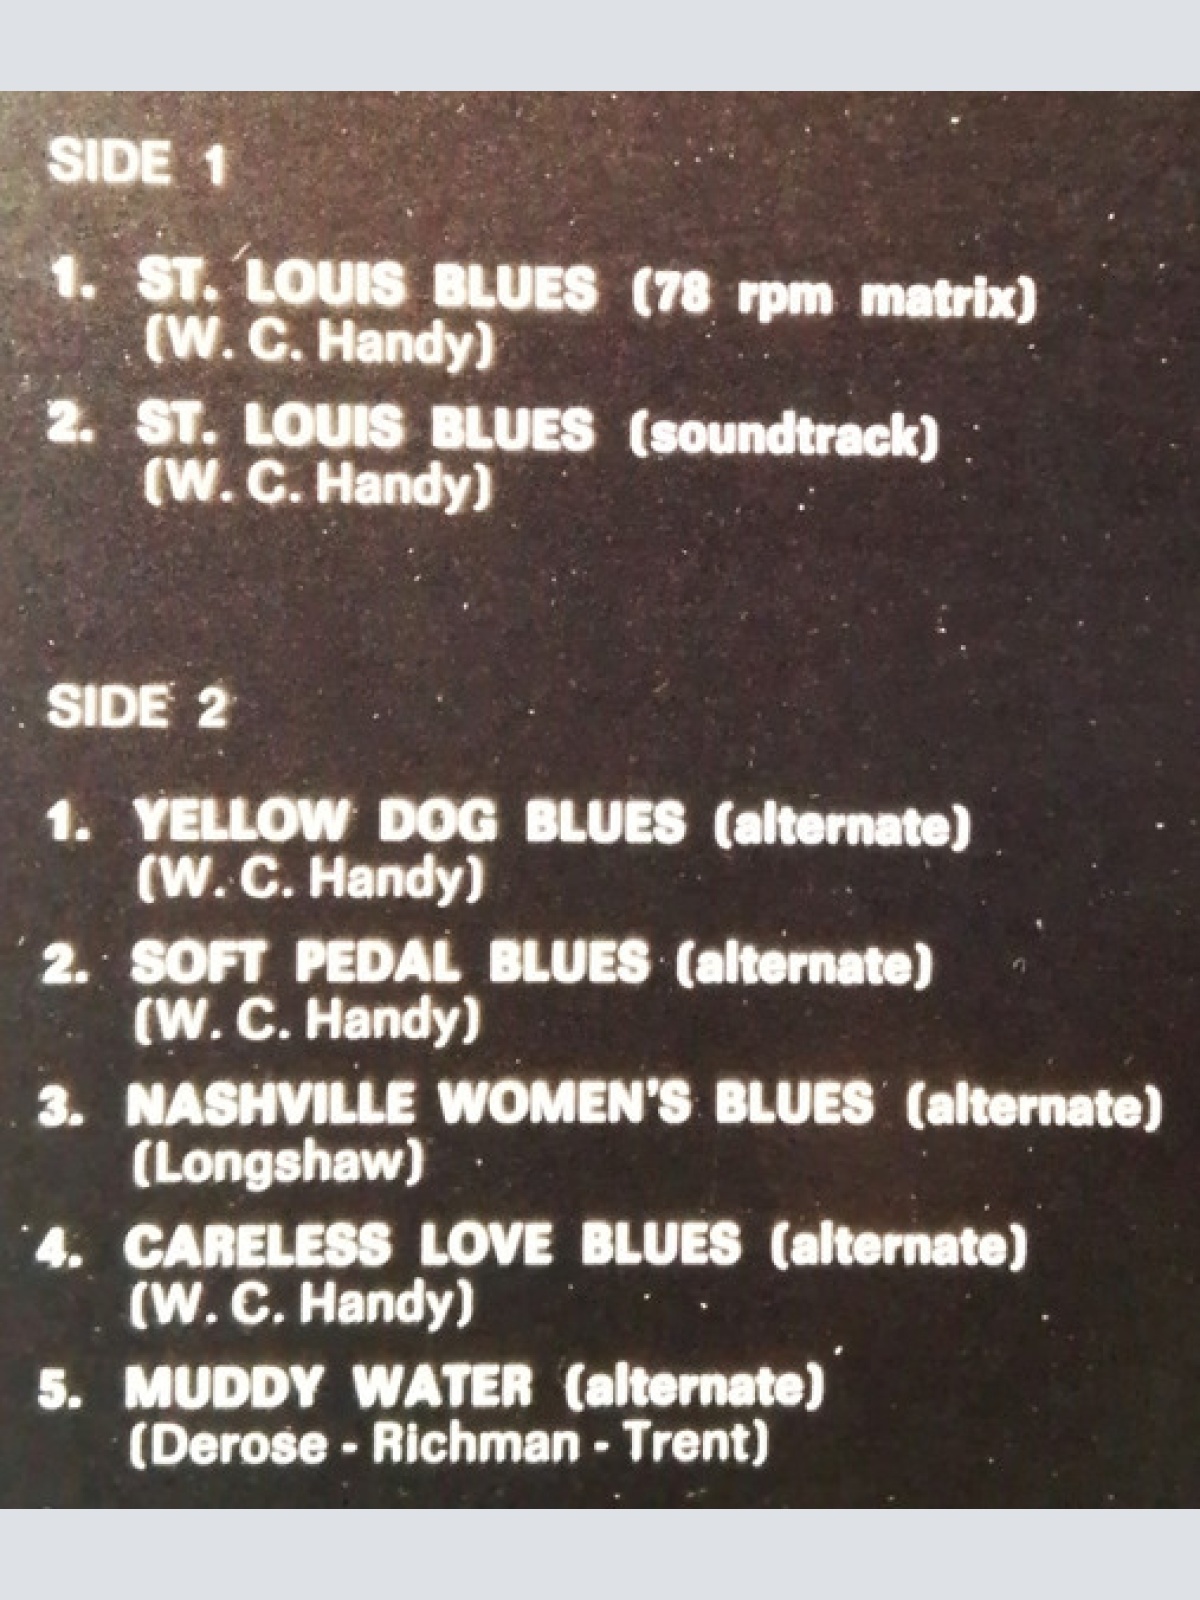 SIDE 1
1. ST. LOUIS BLUES (78 rpm matrix)
(W. C. Handy)
2. ST. LOUIS BLUES (soundtrack)
(W. C. Handy)
SIDE 2
1. YELLOW DOG BLUES (alternate)
(W. C. Handy)
2. SOFT PEDAL BLUES (alternate)
(W. C. Handy)
3. NASHVILLE WOMEN'S BLUES (alternate)
(Longshaw)
4. CARELESS LOVE BLUES (alternate)
(W. C. Handy)
5. MUDDY WATER (alternate)
(Derose - Richman - Trent)